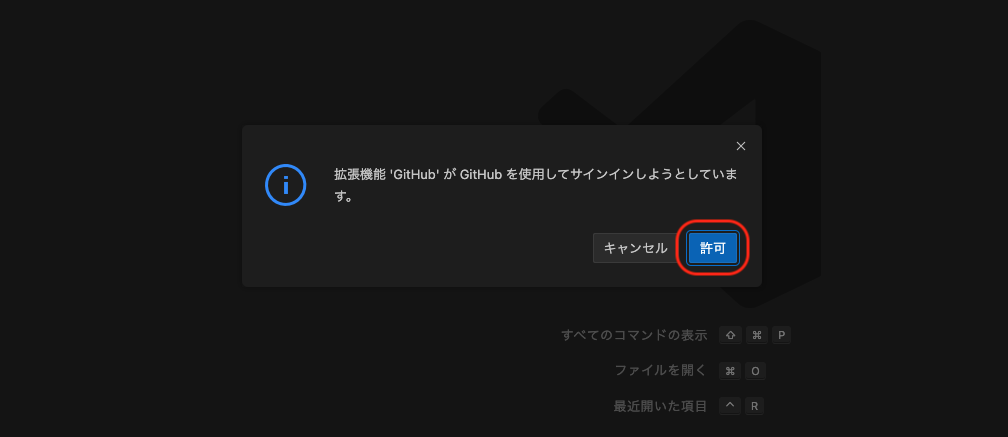 拡張機能 'GitHub' が GitHub を使用してサインインしようとしていま
す。
キャンセル 許可
すべてのコマンドの表示 ⇧ ⌘ P
ファイルを開く ⌘ O
最近開いた項目 ^ R